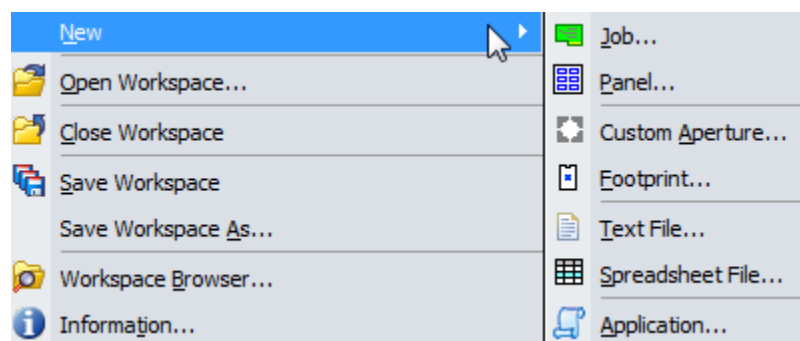 New
Open Workspace...
Close Workspace
Save Workspace
Save Workspace As...
Workspace Browser...
Information...
Job...
Panel...
Custom Aperture...
Footprint...
Text File...
Spreadsheet File...
Application...